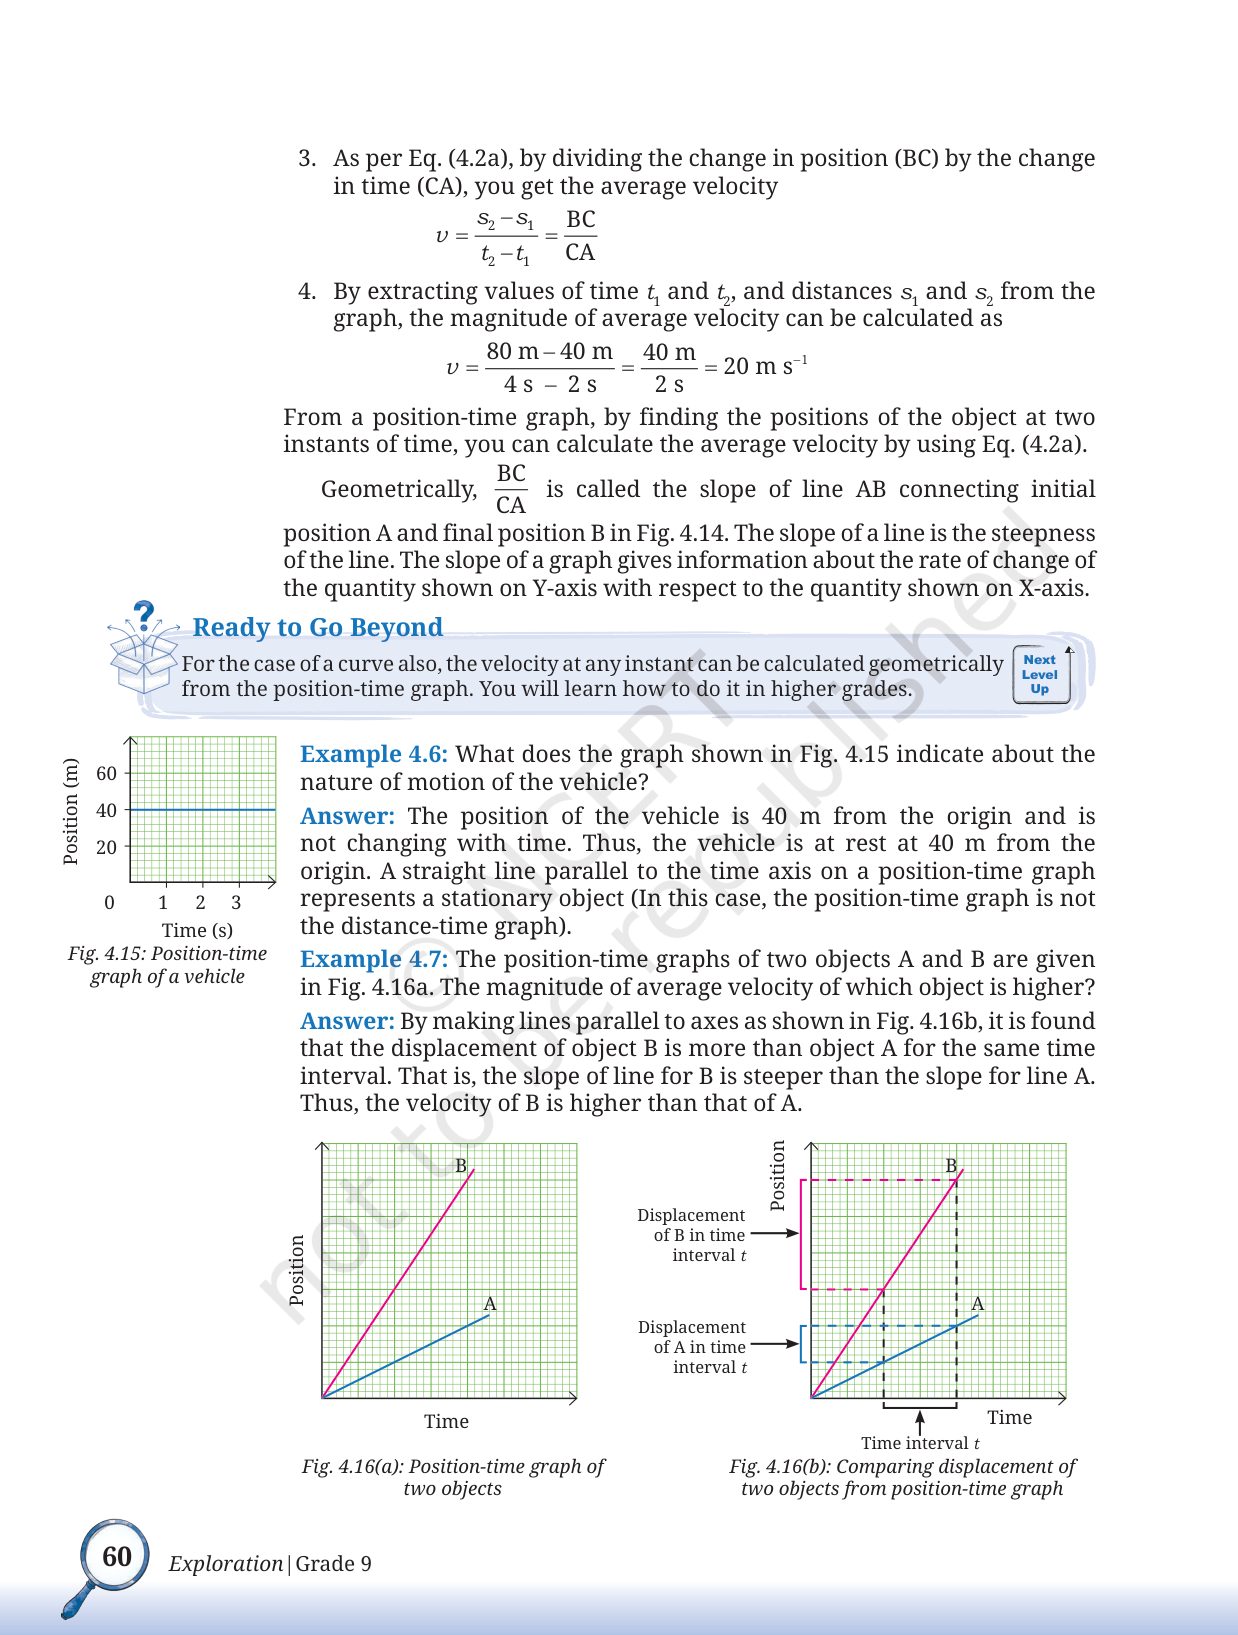 3. As per Eq. (4.2a), by dividing the change in position (BC) by the change
in time (CA), you get the average velocity
υ = (s₂ – s₁)/(t₂ – t₁) = BC/CA
4. By extracting values of time t₁ and t₂, and distances s₁ and s₂ from the
graph, the magnitude of average velocity can be calculated as
υ = (80 m – 40 m)/(4 s – 2 s) = 40 m/2 s = 20 m s⁻¹
From a position-time graph, by finding the positions of the object at two
instants of time, you can calculate the average velocity by using Eq. (4.2a).
Geometrically, BC/CA is called the slope of line AB connecting initial
position A and final position B in Fig. 4.14. The slope of a line is the steepness
of the line. The slope of a graph gives information about the rate of change of
the quantity shown on Y-axis with respect to the quantity shown on X-axis.
?
Ready to Go Beyond
For the case of a curve also, the velocity at any instant can be calculated geometrically
from the position-time graph. You will learn how to do it in higher grades.
Next
Level
Up
Position (m)
60
40
20
0 1 2 3
Time (s)
Fig. 4.15: Position-time
graph of a vehicle
Example 4.6: What does the graph shown in Fig. 4.15 indicate about the
nature of motion of the vehicle?
Answer: The position of the vehicle is 40 m from the origin and is
not changing with time. Thus, the vehicle is at rest at 40 m from the
origin. A straight line parallel to the time axis on a position-time graph
represents a stationary object (In this case, the position-time graph is not
the distance-time graph).
Example 4.7: The position-time graphs of two objects A and B are given
in Fig. 4.16a. The magnitude of average velocity of which object is higher?
Answer: By making lines parallel to axes as shown in Fig. 4.16b, it is found
that the displacement of object B is more than object A for the same time
interval. That is, the slope of line for B is steeper than the slope for line A.
Thus, the velocity of B is higher than that of A.
Position
B
A
Time
Fig. 4.16(a): Position-time graph of
two objects
Position
B
Displacement
of B in time
interval t
A
Displacement
of A in time
interval t
Time
Time interval t
Fig. 4.16(b): Comparing displacement of
two objects from position-time graph
© NCERT
not to be republished
60
Exploration|Grade 9